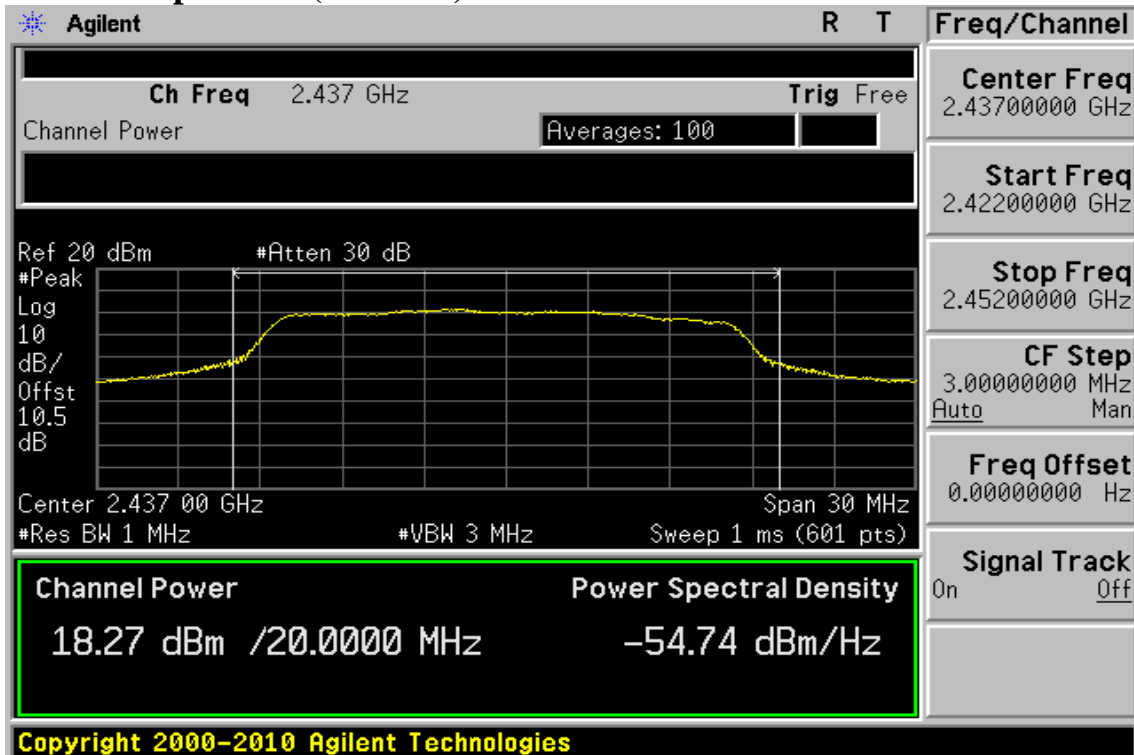 Agilent R T
Ch Freq 2.437 GHz Trig Free
Channel Power Averages: 100
Ref 20 dBm #Atten 30 dB
#Peak
Log
10
dB/
Offst
10.5
dB
Center 2.437 00 GHz Span 30 MHz
#Res BW 1 MHz #VBW 3 MHz Sweep 1 ms (601 pts)
Channel Power Power Spectral Density
18.27 dBm /20.0000 MHz -54.74 dBm/Hz
Copyright 2000-2010 Agilent Technologies
Freq/Channel
Center Freq
2.43700000 GHz
Start Freq
2.42200000 GHz
Stop Freq
2.45200000 GHz
CF Step
3.00000000 MHz
Auto Man
Freq Offset
0.00000000 Hz
Signal Track
On Off